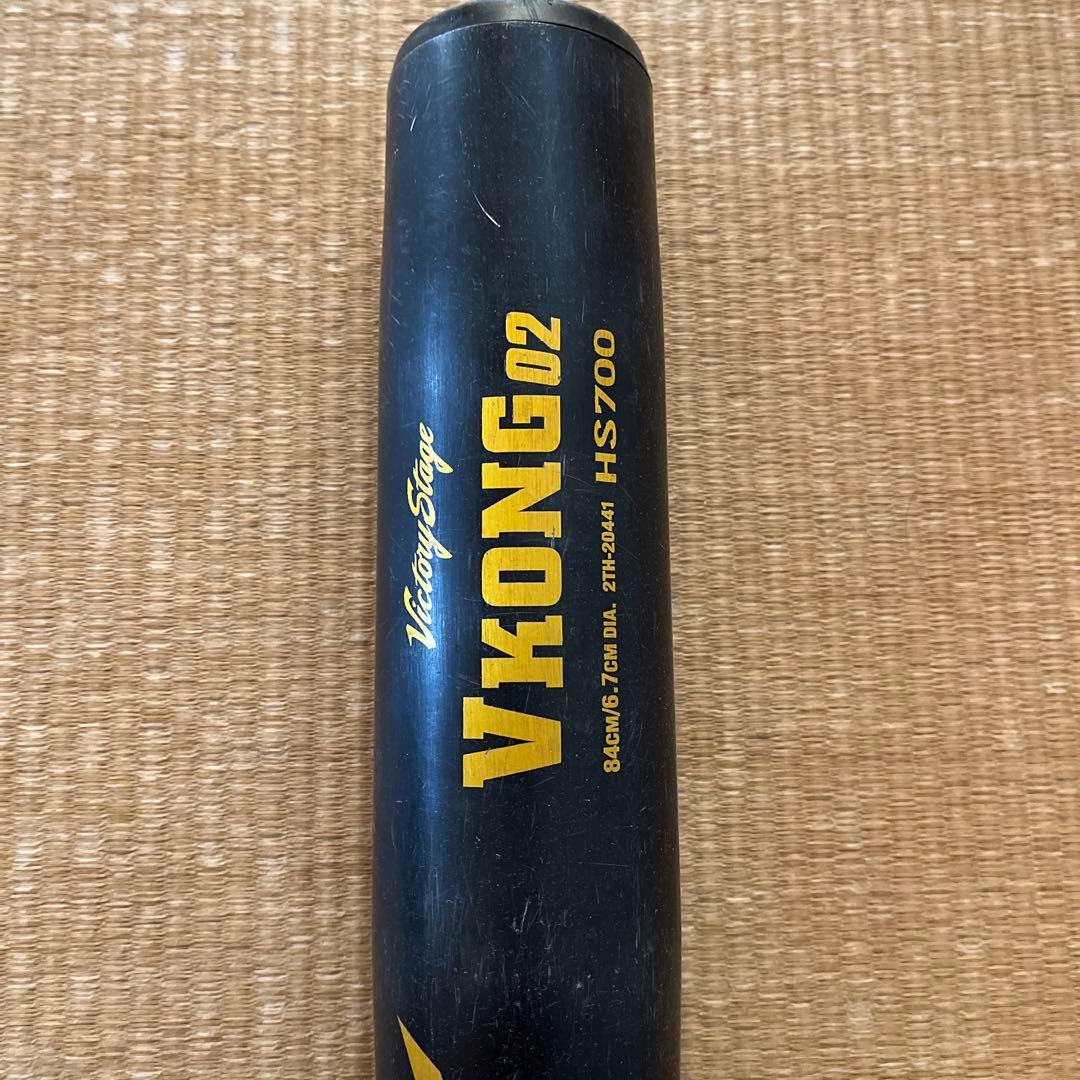 Victory Stage
VKONG02
84CM/6.7CM DIA. 2TH-20441 HS700